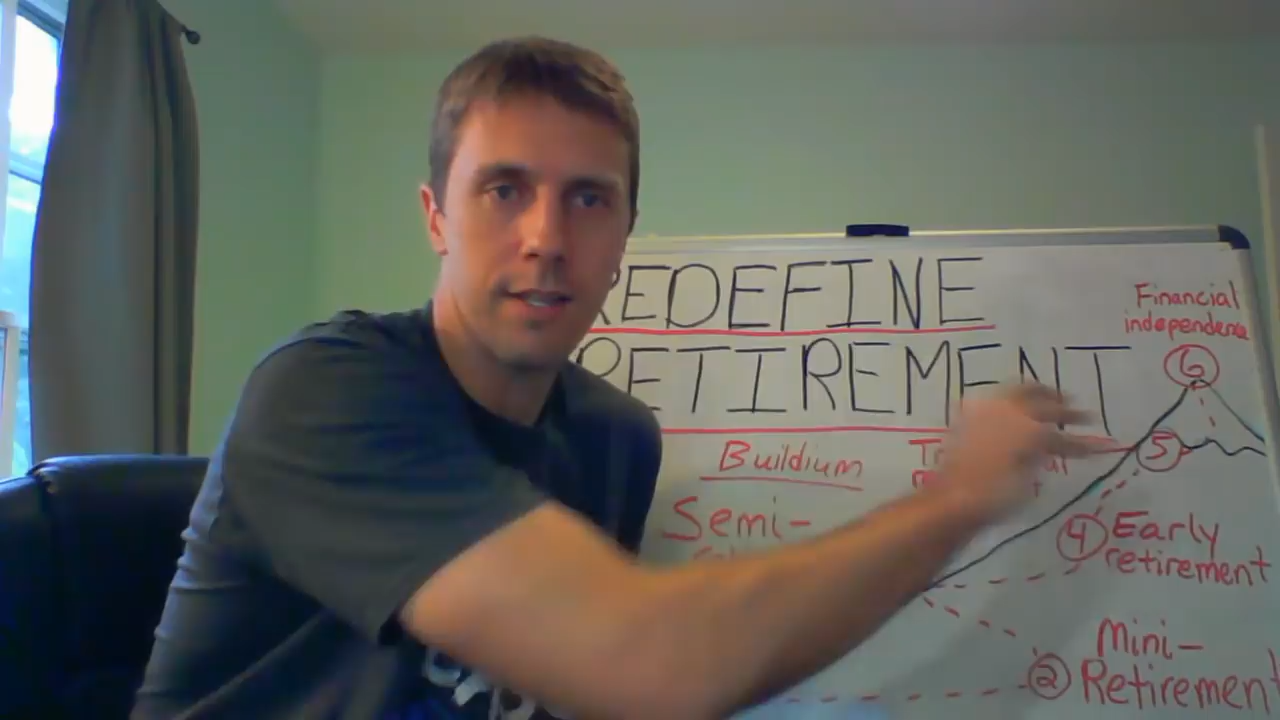 REDEFINE
RETIREMENT
Financial
independence
6
Buildium
5
Semi-
4 Early
retirement
Mini-
2 Retirement